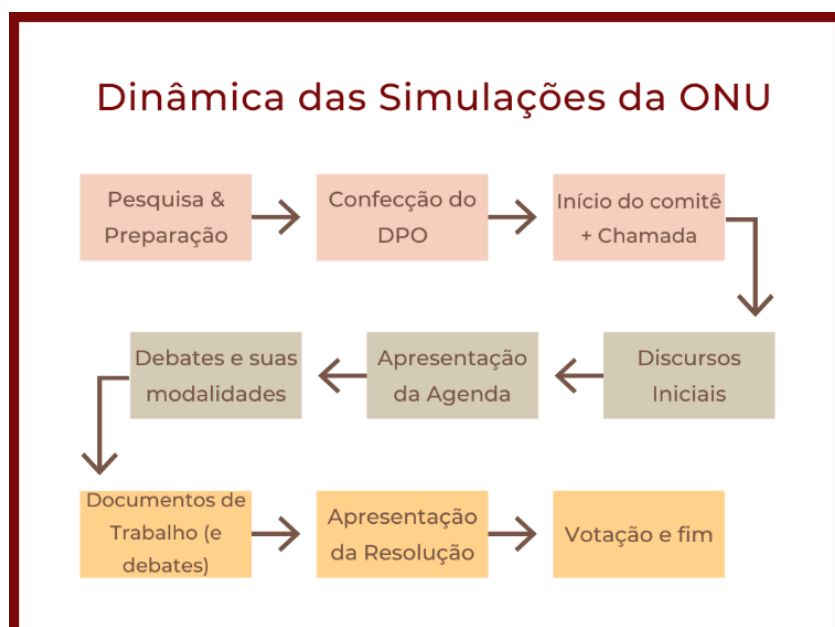 Dinâmica das Simulações da ONU
Pesquisa &
Preparação
Confecção do
DPO
Início do comitê
+ Chamada
Discursos
Iniciais
Apresentação
da Agenda
Debates e suas
modalidades
Documentos de
Trabalho (e
debates)
Apresentação
da Resolução
Votação e fim